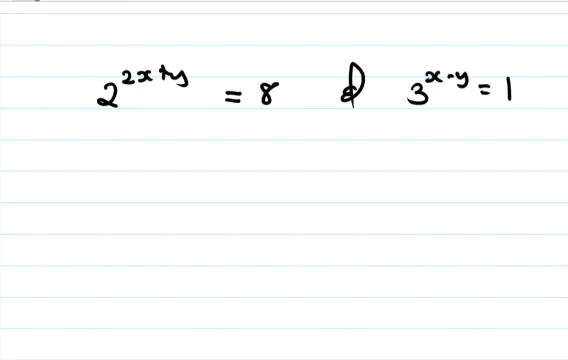 2^{2x+y} = 8 & 3^{x-y} = 1